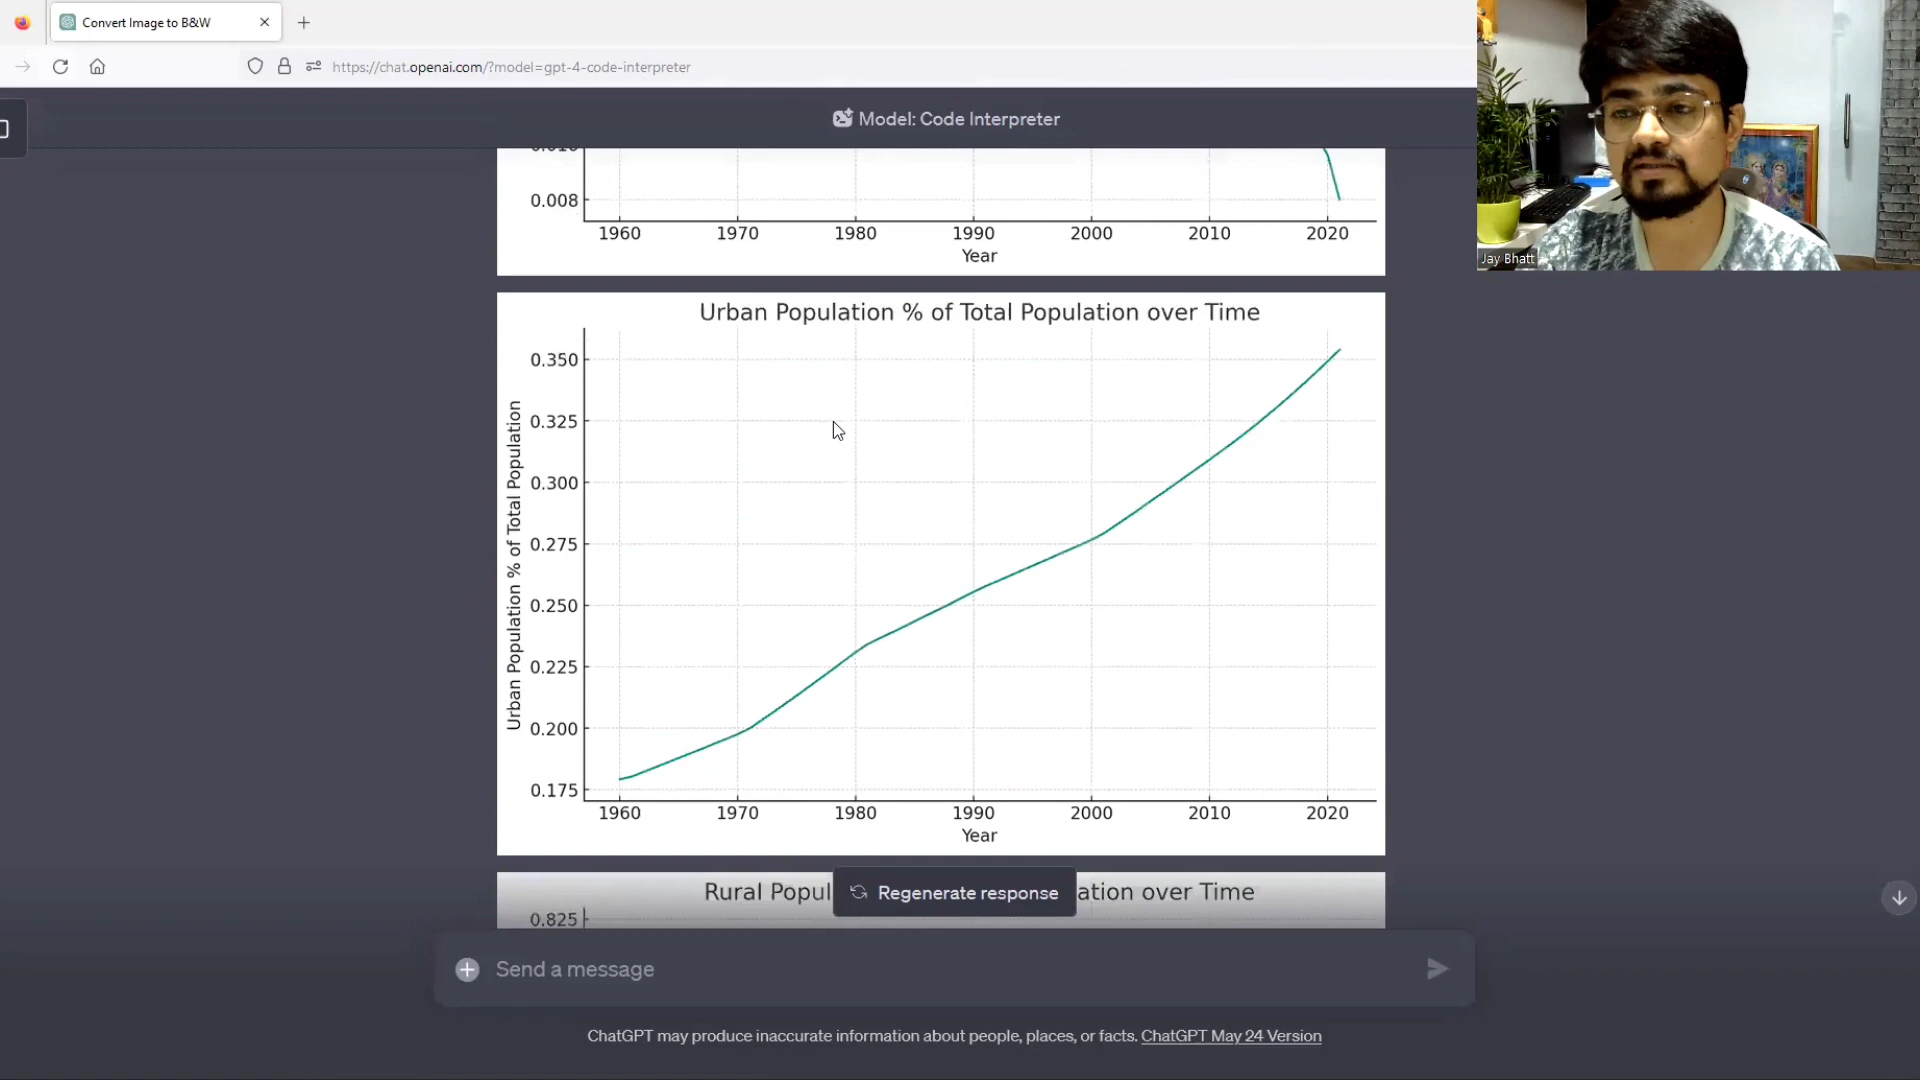 Convert Image to B&W
https://chat.openai.com/?model=gpt-4-code-interpreter
Model: Code Interpreter
0.008
1960 1970 1980 1990 2000 2010 2020
Year
Jay Bhatt
Urban Population % of Total Population over Time
Urban Population % of Total Population
0.350
0.325
0.300
0.275
0.250
0.225
0.200
0.175
1960 1970 1980 1990 2000 2010 2020
Year
Rural Popul
ation over Time
Regenerate response
0.825
Send a message
ChatGPT may produce inaccurate information about people, places, or facts. ChatGPT May 24 Version